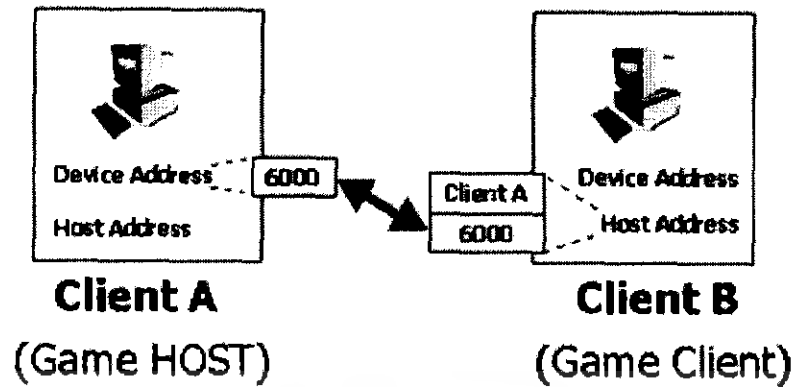 Device Address
Host Address
6000
Client A
(Game HOST)
Client A
6000
Device Address
Host Address
Client B
(Game Client)